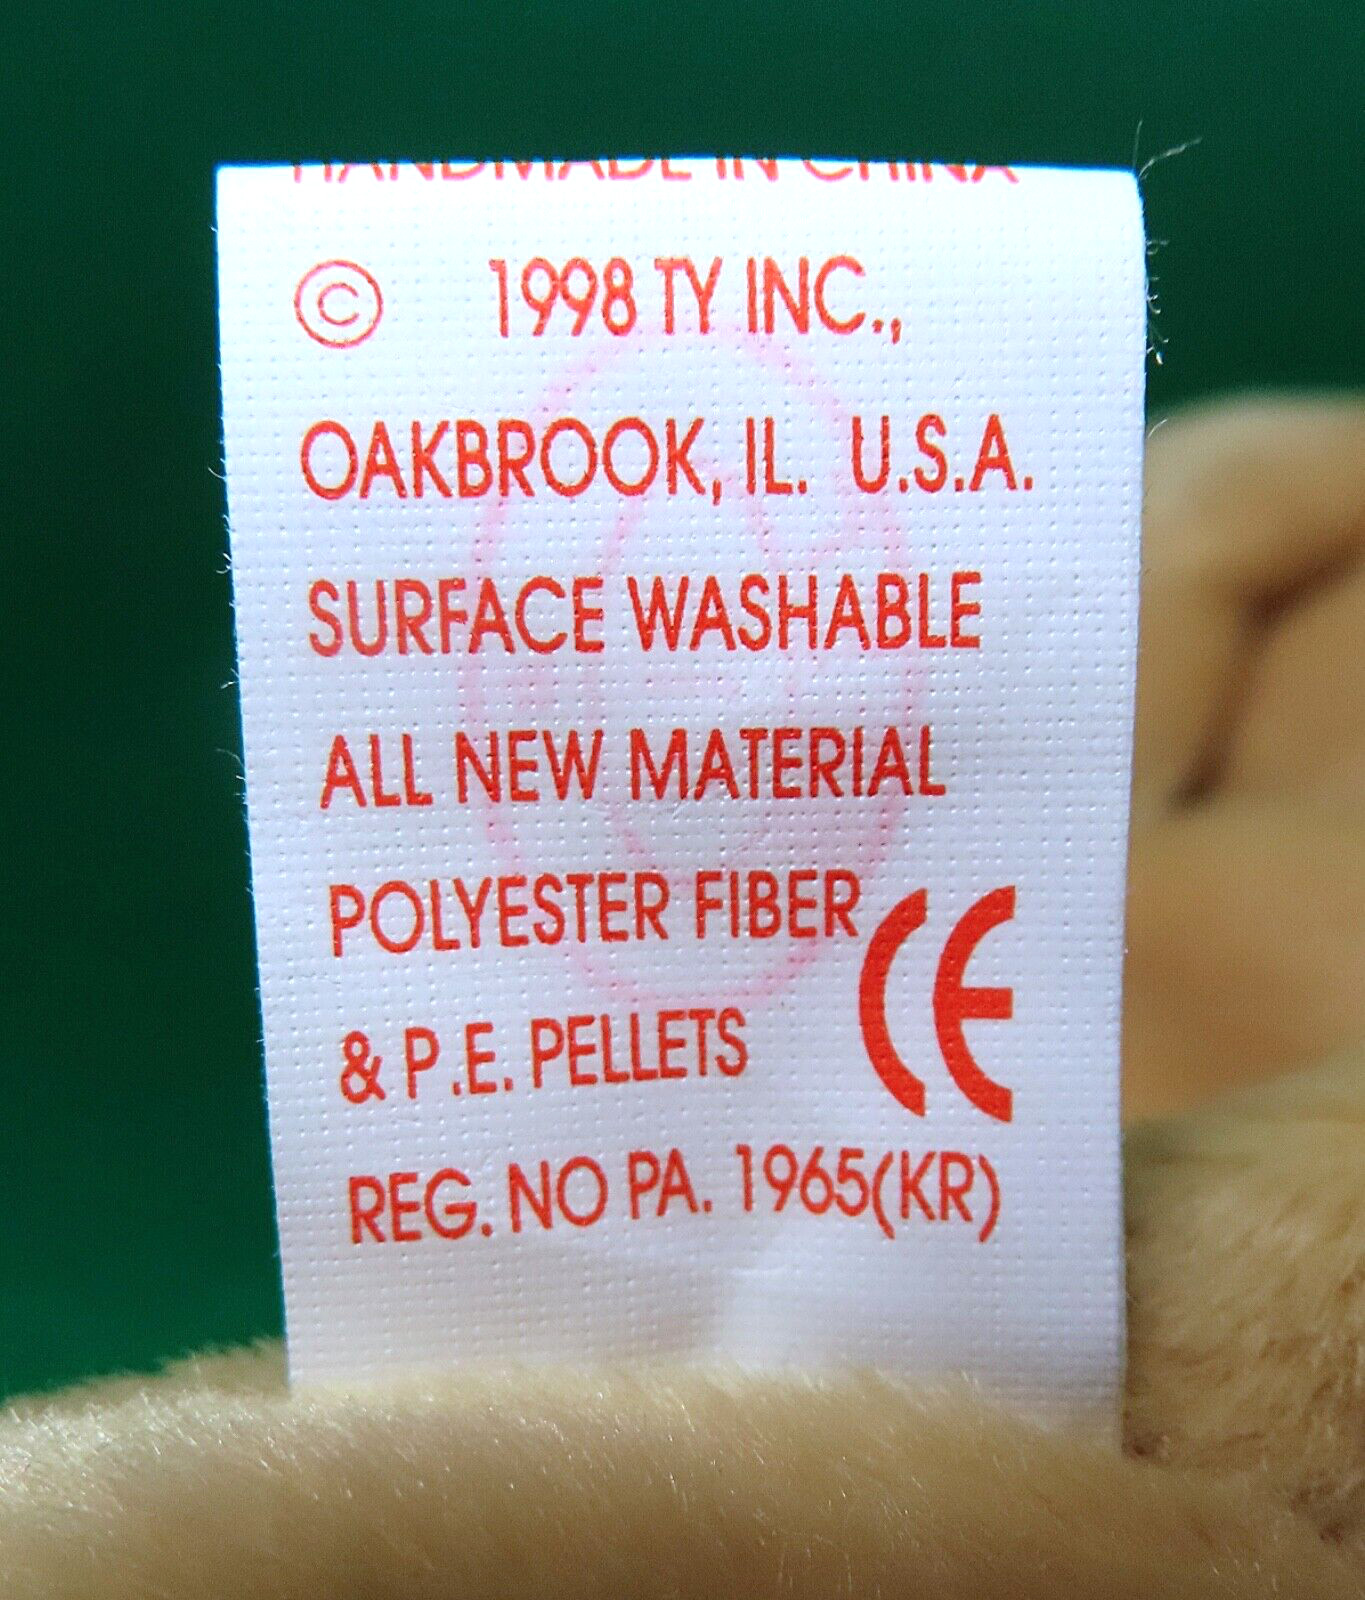 HANDMADE IN CHINA
© 1998 TY INC.,
OAKBROOK, IL. U.S.A.
SURFACE WASHABLE
ALL NEW MATERIAL
POLYESTER FIBER
& P.E. PELLETS
CE
REG. NO PA. 1965(KR)